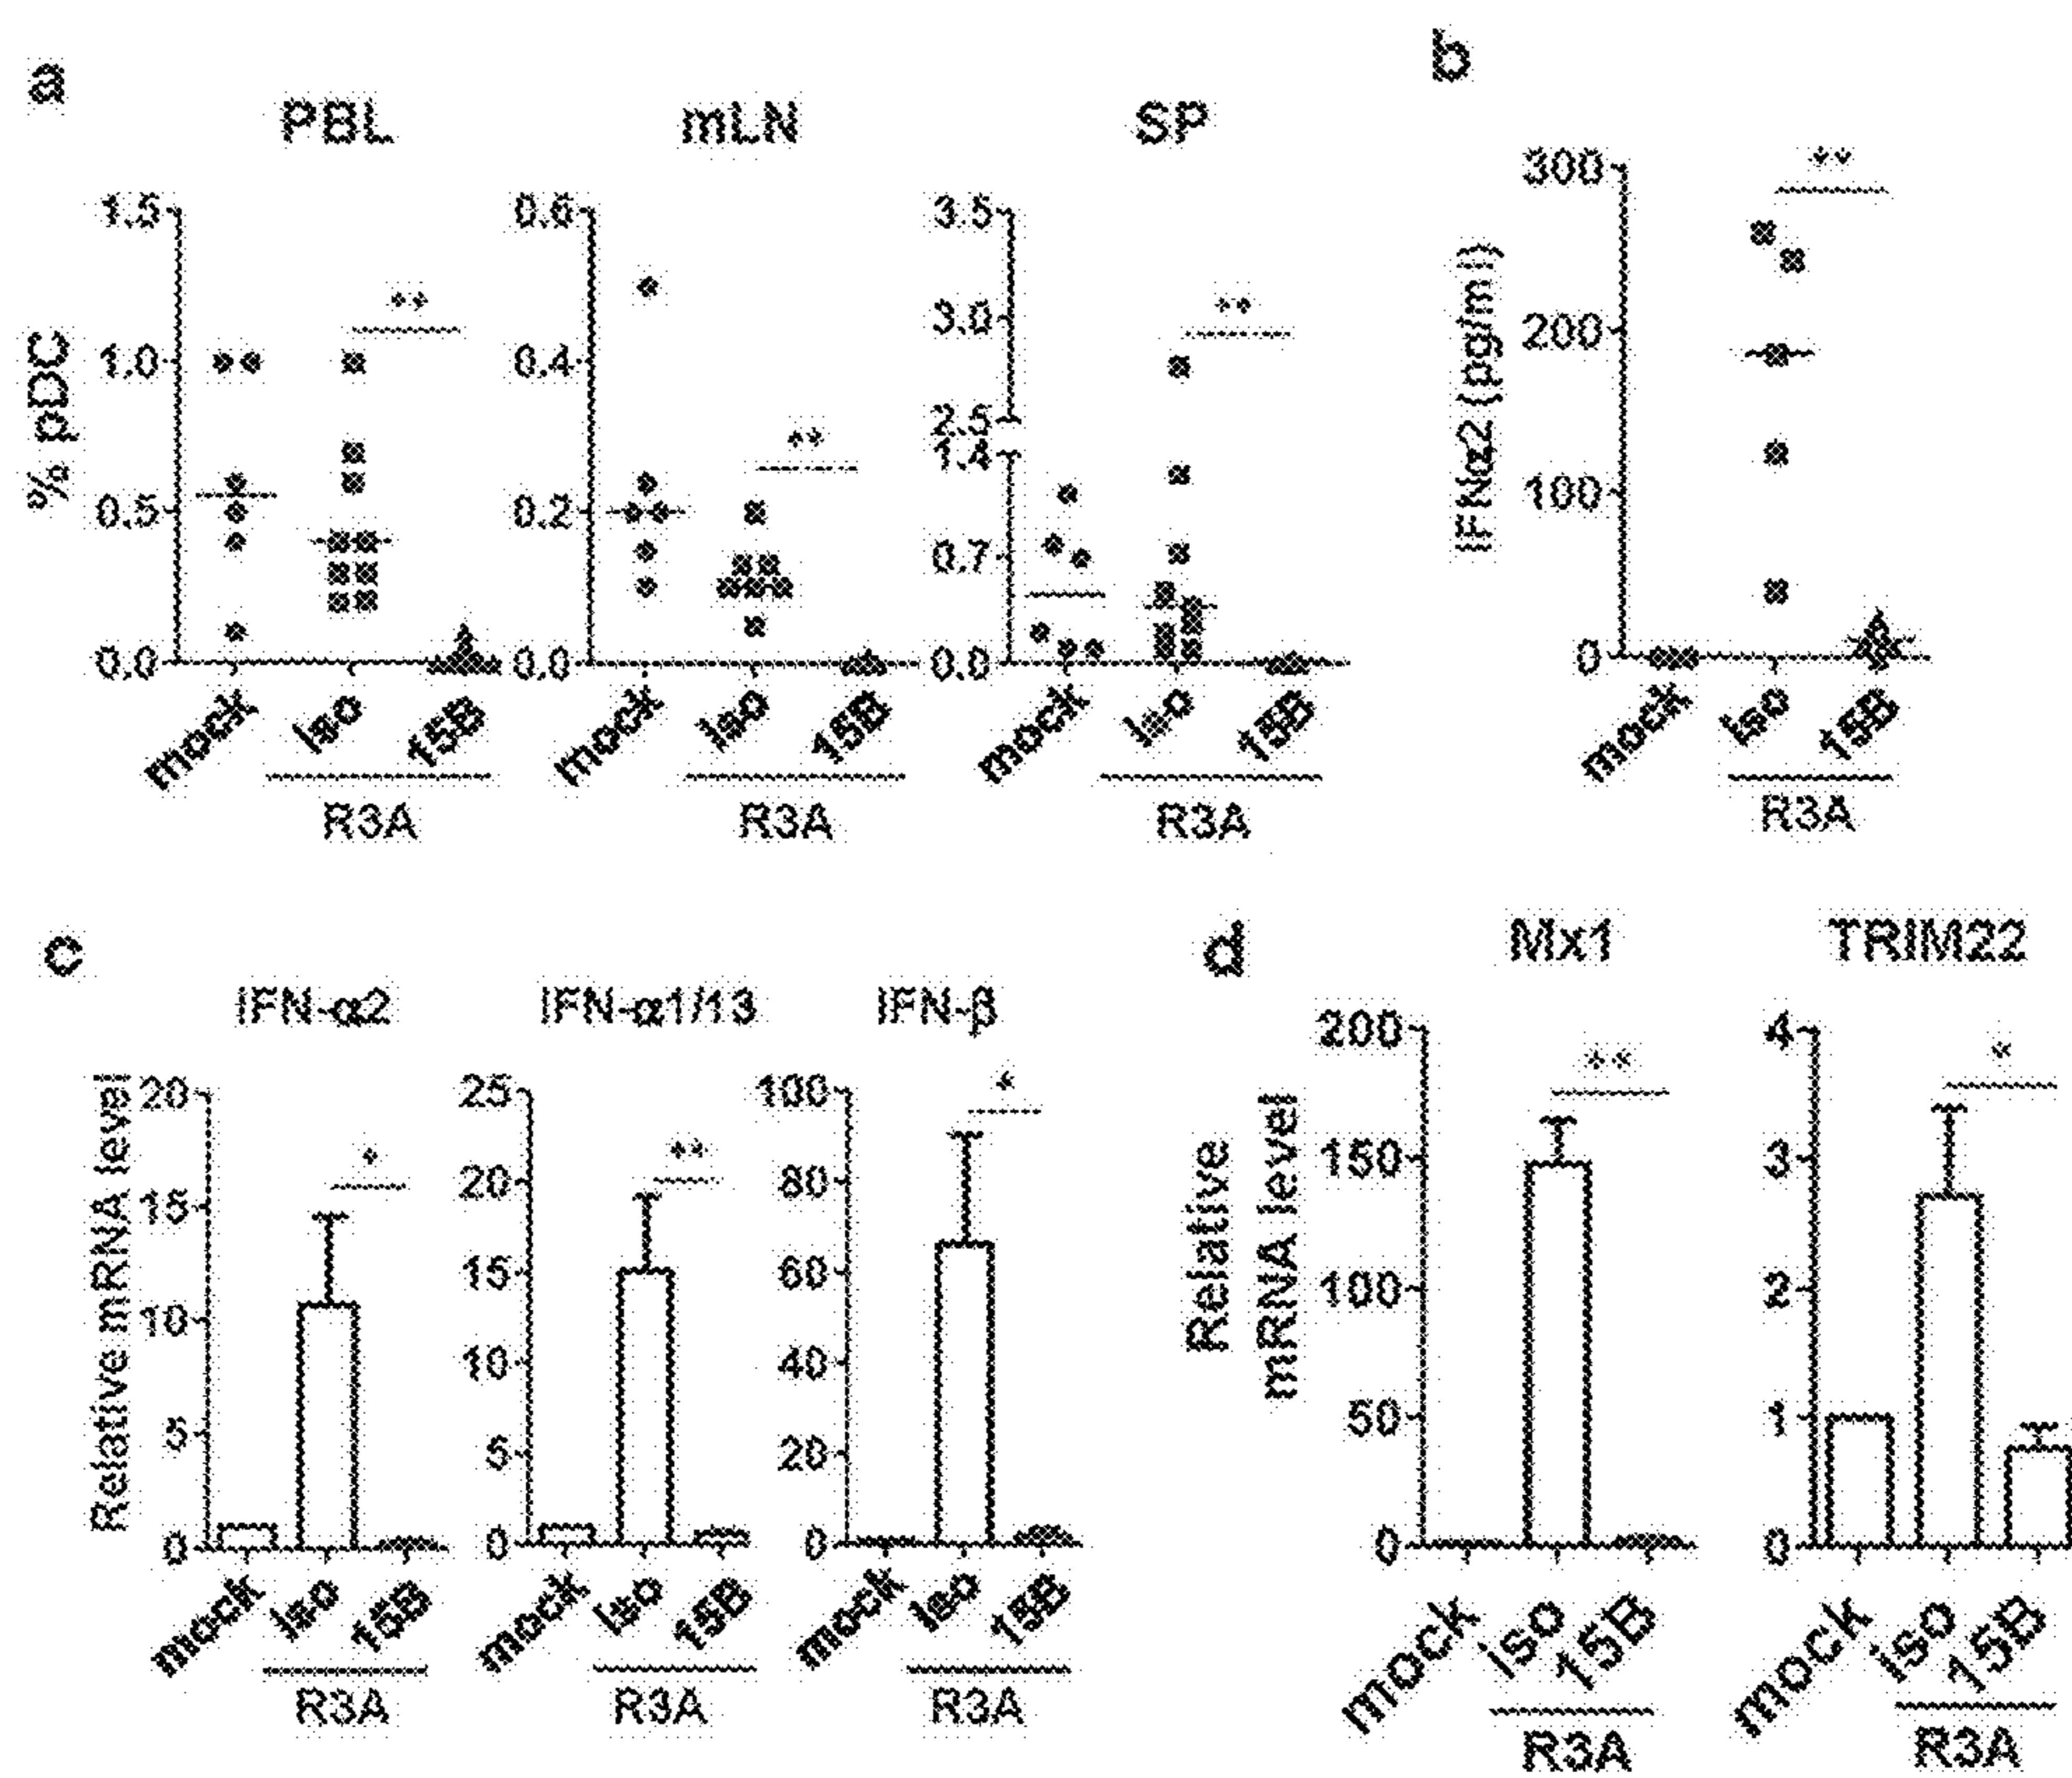 a
PBL mLN SP
% pDC
1.5
1.0
0.5
0.0
mock iso 15B
R3A
0.6
0.4
0.2
0.0
mock iso 15B
R3A
3.5
3.0
2.5
1.4
0.7
0.0
mock iso 15B
R3A
b
IFNα2 (pg/ml)
**
300
200
100
0
mock iso 15B
R3A
**
**
**
c
IFN-α2 IFN-α1/13 IFN-β
Relative mRNA level
20
15
10
5
0
*
mock iso 15B
R3A
25
20
15
10
5
0
**
mock iso 15B
R3A
100
80
60
40
20
0
*
mock iso 15B
R3A
d
Mx1 TRIM22
Relative
mRNA level
200
150
100
50
0
**
mock iso 15B
R3A
4
3
2
1
0
*
mock iso 15B
R3A